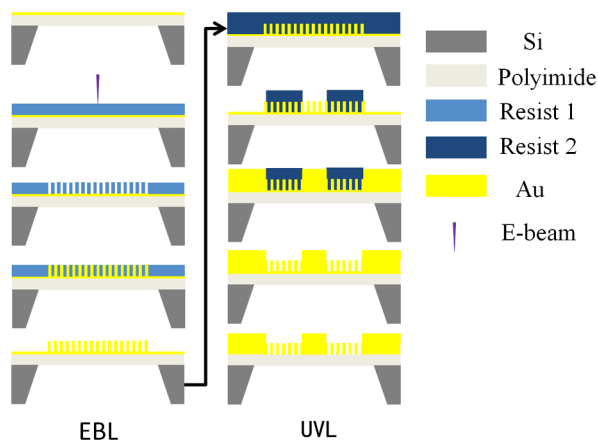 Si
Polyimide
Resist 1
Resist 2
Au
E-beam
EBL
UVL